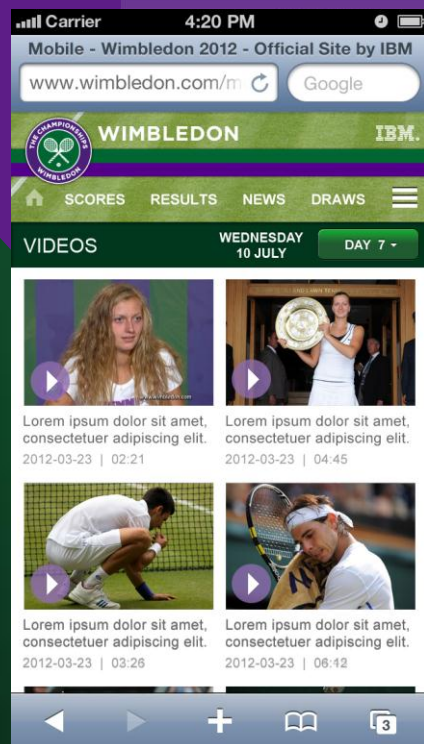 Carrier 4:20 PM
Mobile - Wimbledon 2012 - Official Site by IBM
www.wimbledon.com/m Google
THE CHAMPIONSHIPS
WIMBLEDON
WIMBLEDON IBM.
SCORES RESULTS NEWS DRAWS
VIDEOS WEDNESDAY
10 JULY DAY 7
www.wimbledon.com
Lorem ipsum dolor sit amet,
consectetuer adipiscing elit.
2012-03-23 | 02:21
Lorem ipsum dolor sit amet,
consectetuer adipiscing elit.
2012-03-23 | 04:45
Lorem ipsum dolor sit amet,
consectetuer adipiscing elit.
2012-03-23 | 03:26
Lorem ipsum dolor sit amet,
consectetuer adipiscing elit.
2012-03-23 | 06:12
3